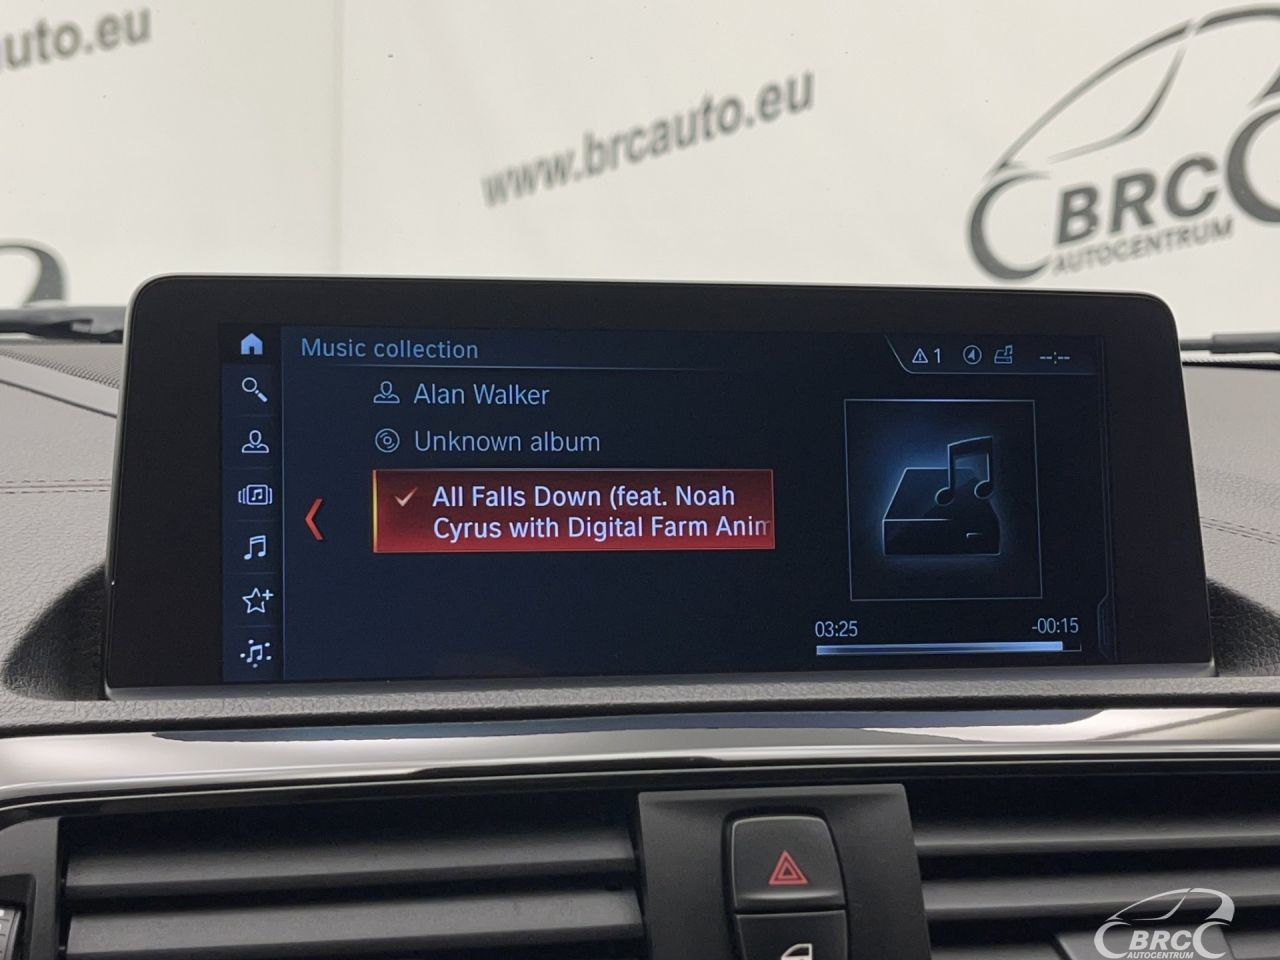 auto.eu
www.brcauto.eu
BRC
AUTOCENTRUM
Music collection
1
--:--
Alan Walker
Unknown album
All Falls Down (feat. Noah
Cyrus with Digital Farm Anim
03:25
-00:15
BRC
AUTOCENTRUM